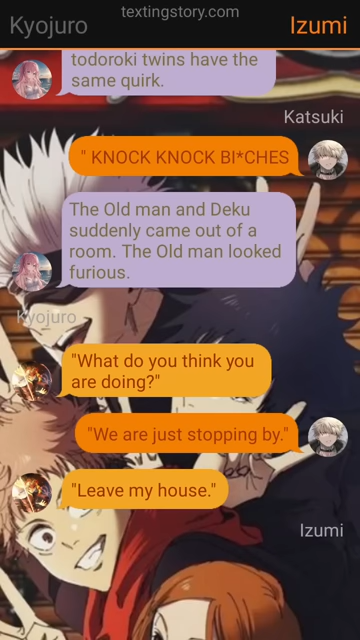 textingstory.com
Kyojuro
Izumi
todoroki twins have the
same quirk.
Katsuki
" KNOCK KNOCK BI*CHES
The Old man and Deku
suddenly came out of a
room. The Old man looked
furious.
Kyojuro
"What do you think you
are doing?"
"We are just stopping by."
"Leave my house."
Izumi